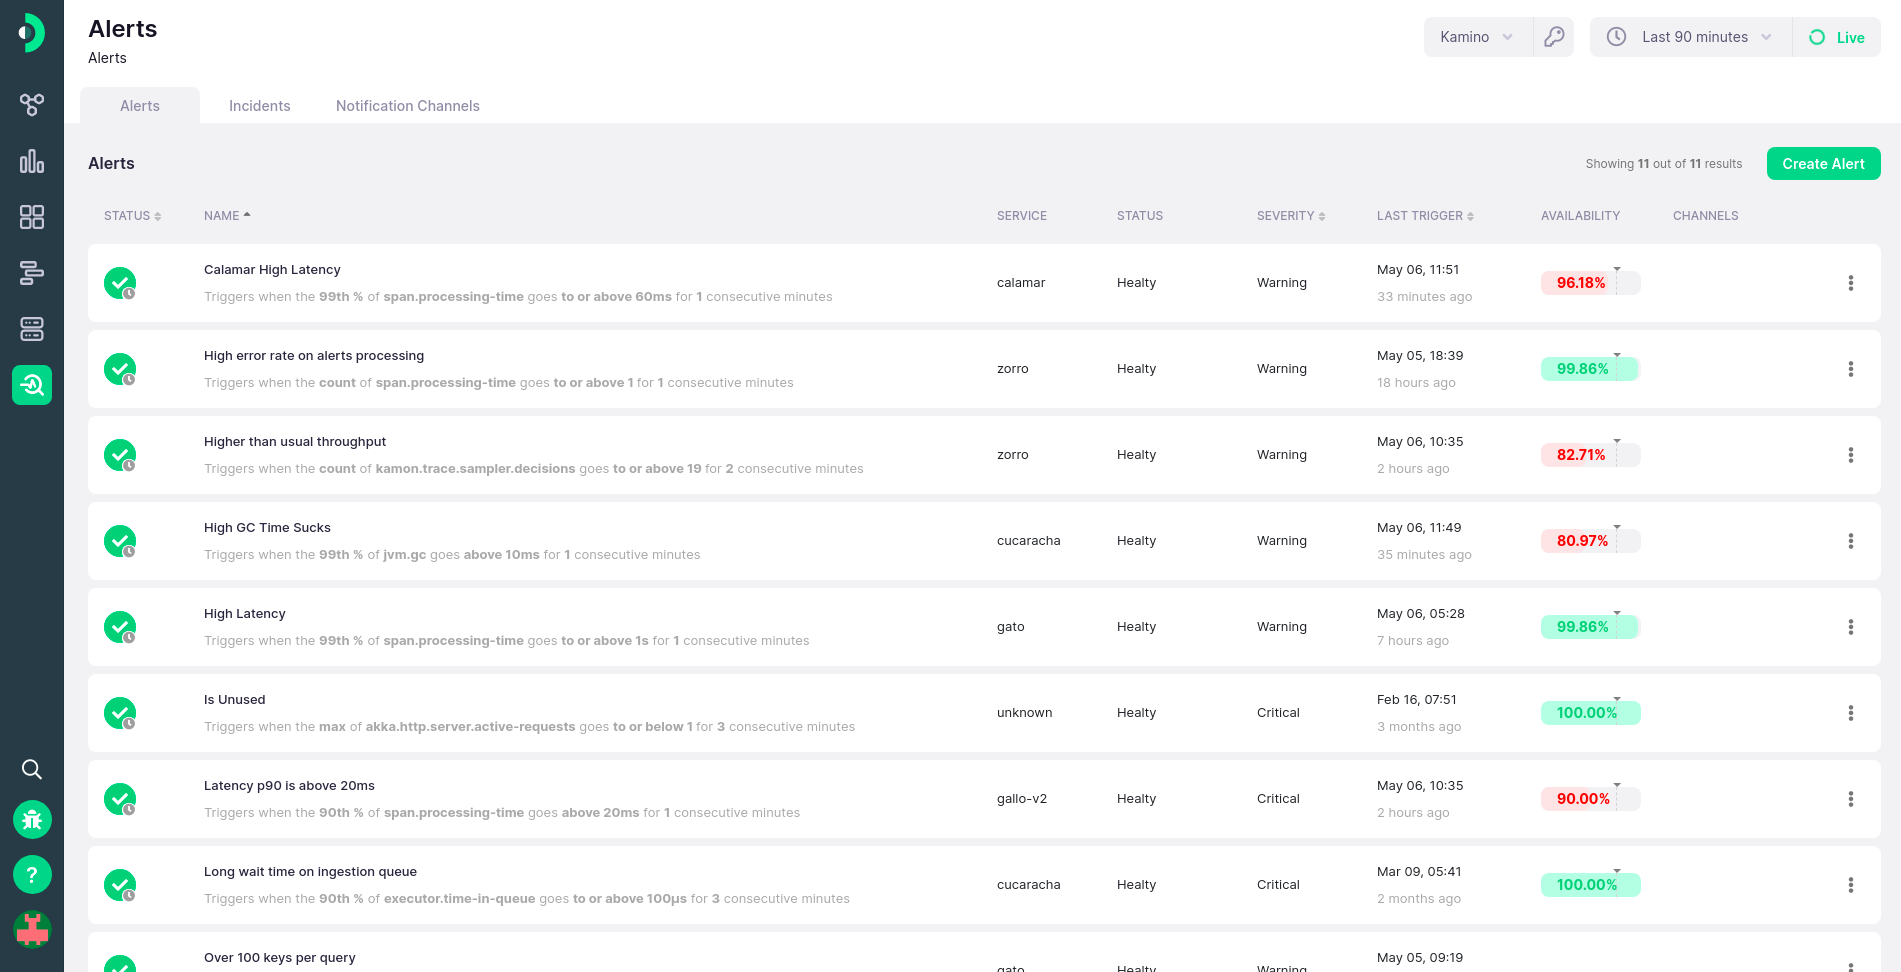 Alerts
Alerts
Kamino
Last 90 minutes
Live
Alerts Incidents Notification Channels
Alerts
Showing 11 out of 11 results
Create Alert
STATUS NAME SERVICE STATUS SEVERITY LAST TRIGGER AVAILABILITY CHANNELS
Calamar High Latency
Triggers when the 99th % of span.processing-time goes to or above 60ms for 1 consecutive minutes
calamar Healty Warning
May 06, 11:51
33 minutes ago
96.18%
High error rate on alerts processing
Triggers when the count of span.processing-time goes to or above 1 for 1 consecutive minutes
zorro Healty Warning
May 05, 18:39
18 hours ago
99.86%
Higher than usual throughput
Triggers when the count of kamon.trace.sampler.decisions goes to or above 19 for 2 consecutive minutes
zorro Healty Warning
May 06, 10:35
2 hours ago
82.71%
High GC Time Sucks
Triggers when the 99th % of jvm.gc goes above 10ms for 1 consecutive minutes
cucaracha Healty Warning
May 06, 11:49
35 minutes ago
80.97%
High Latency
Triggers when the 99th % of span.processing-time goes to or above 1s for 1 consecutive minutes
gato Healty Warning
May 06, 05:28
7 hours ago
99.86%
Is Unused
Triggers when the max of akka.http.server.active-requests goes to or below 1 for 3 consecutive minutes
unknown Healty Critical
Feb 16, 07:51
3 months ago
100.00%
Latency p90 is above 20ms
Triggers when the 90th % of span.processing-time goes above 20ms for 1 consecutive minutes
gallo-v2 Healty Critical
May 06, 10:35
2 hours ago
90.00%
Long wait time on ingestion queue
Triggers when the 90th % of executor.time-in-queue goes to or above 100µs for 3 consecutive minutes
cucaracha Healty Critical
Mar 09, 05:41
2 months ago
100.00%
Over 100 keys per query
gato Healty Warning
May 05, 09:19
?